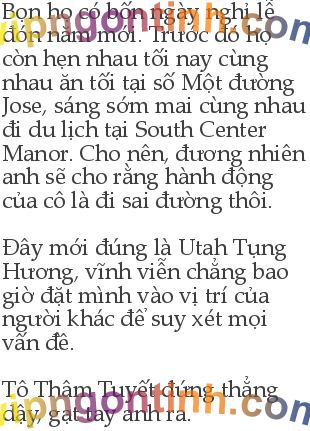 Bọn họ có bốn ngày nghỉ lễ
đón năm mới. Trước đó họ
còn hẹn nhau tối nay cùng
nhau ăn tối tại số Một đường
Jose, sáng sớm mai cùng nhau
đi du lịch tại South Center
Manor. Cho nên, đương nhiên
anh sẽ cho rằng hành động
của cô là đi sai đường thôi.
Đây mới đúng là Utah Tụng
Hương, vĩnh viễn chẳng bao
giờ đặt mình vào vị trí của
người khác để suy xét mọi
vấn đề.
Tô Thâm Tuyết đứng thẳng
dậy, gạt tay anh ra.
vipngontinh.com
vipngontinh.com